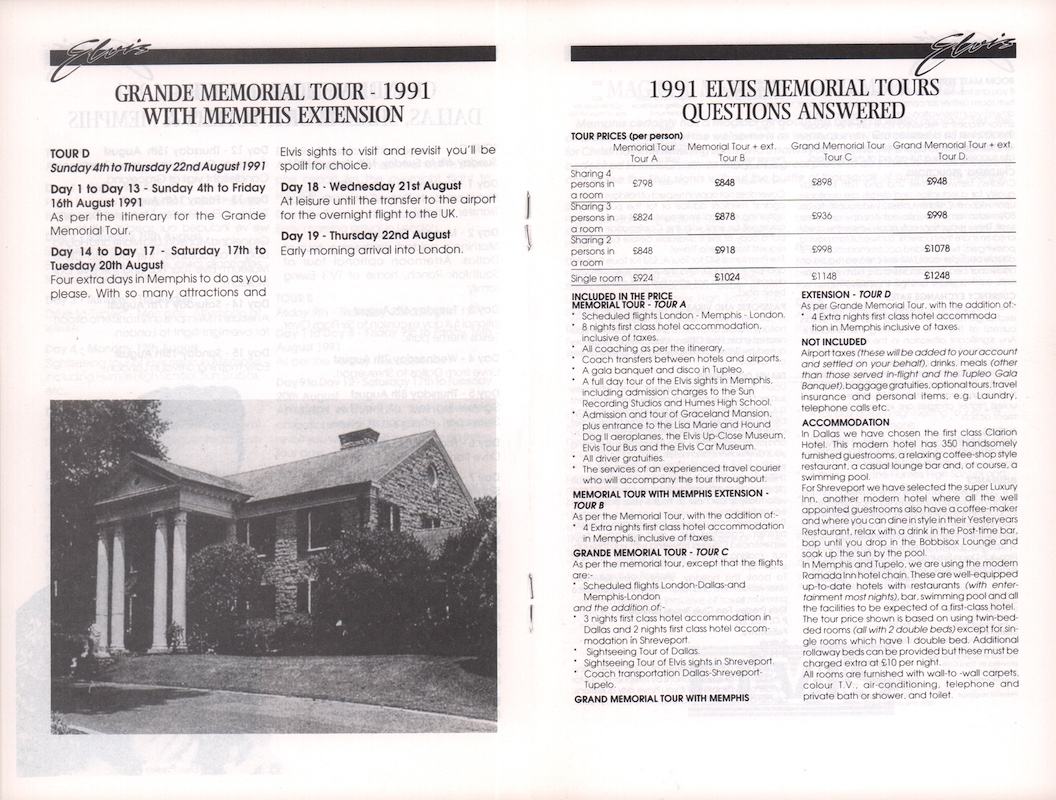 Elvis
GRANDE MEMORIAL TOUR - 1991
WITH MEMPHIS EXTENSION
TOUR D
Sunday 4th to Thursday 22nd August 1991
Day 1 to Day 13 - Sunday 4th to Friday
16th August 1991
As per the itinerary for the Grande
Memorial Tour.
Day 14 to Day 17 - Saturday 17th to
Tuesday 20th August
Four extra days in Memphis to do as you
please. With so many attractions and
Elvis sights to visit and revisit you'll be
spoilt for choice.
Day 18 - Wednesday 21st August
At leisure until the transfer to the airport
for the overnight flight to the UK.
Day 19 - Thursday 22nd August
Early morning arrival into London.
Elvis
1991 ELVIS MEMORIAL TOURS
QUESTIONS ANSWERED
TOUR PRICES (per person)
Memorial Tour Memorial Tour + ext. Grand Memorial Tour Grand Memorial Tour + ext.
Tour A Tour B Tour C Tour D.
Sharing 4
persons in £798 £848 £898 £948
a room
Sharing 3
persons in £824 £878 £936 £998
a room
Sharing 2
persons in £848 £918 £998 £1078
a room
Single room £924 £1024 £1148 £1248
INCLUDED IN THE PRICE
MEMORIAL TOUR - TOUR A
* Scheduled flights London - Memphis - London.
* 8 nights first class hotel accommodation,
inclusive of taxes.
* All coaching as per the itinerary.
* Coach transfers between hotels and airports.
* A gala banquet and disco in Tupleo.
* A full day tour of the Elvis sights in Memphis,
including admission charges to the Sun
Recording Studios and Humes High School.
* Admission and tour of Graceland Mansion,
plus entrance to the Lisa Marie and Hound
* Dog II aeroplanes, the Elvis Up-Close Museum,
Elvis Tour Bus and the Elvis Car Museum.
* All driver gratuities.
* The services of an experienced travel courier
who will accompany the tour throughout.
MEMORIAL TOUR WITH MEMPHIS EXTENSION -
TOUR B
As per the Memorial Tour, with the addition of:-
* 4 Extra nights first class hotel accommodation
in Memphis, inclusive of taxes.
GRANDE MEMORIAL TOUR - TOUR C
As per the memorial tour, except that the flights
are:-
* Scheduled flights London-Dallas-and
Memphis-London
and the addition of:-
* 3 nights first class hotel accommodation in
Dallas and 2 nights first class hotel accom-
modation in Shreveport.
* Sightseeing Tour of Dallas.
* Sightseeing Tour of Elvis sights in Shreveport.
* Coach transportation Dallas-Shreveport-
Tupelo.
GRAND MEMORIAL TOUR WITH MEMPHIS
EXTENSION - TOUR D
As per Grande Memorial Tour, with the addition of:-
* 4 Extra nights first class hotel accommoda
tion in Memphis inclusive of taxes.
NOT INCLUDED
Airport taxes (these will be added to your account
and settled on your behalf), drinks, meals (other
than those served in-flight and the Tupleo Gala
Banquet), baggage gratuities, optional tours, travel
insurance and personal items, e.g. Laundry,
telephone calls etc.
ACCOMMODATION
In Dallas we have chosen the first class Clarion
Hotel. This modern hotel has 350 handsomely
furnished guestrooms, a relaxing coffee-shop style
restaurant, a casual lounge bar and, of course, a
swimming pool.
For Shreveport we have selected the super Luxury
Inn, another modern hotel where all the well
appointed guestrooms also have a coffee-maker
and where you can dine in style in their Yesteryears
Restaurant, relax with a drink in the Post-time bar,
bop until you drop in the Bobbisox Lounge and
soak up the sun by the pool.
In Memphis and Tupelo, we are using the modern
Ramada Inn hotel chain. These are well-equipped
up-to-date hotels with restaurants (with enter-
tainment most nights), bar, swimming pool and all
the facilities to be expected of a first-class hotel.
The tour price shown is based on using twin-bed-
ded rooms (all with 2 double beds) except for sin-
gle rooms which have 1 double bed. Additional
rollaway beds can be provided but these must be
charged extra at £10 per night.
All rooms are furnished with wall-to -wall carpets,
colour T.V., air-conditioning, telephone and
private bath or shower, and toilet.